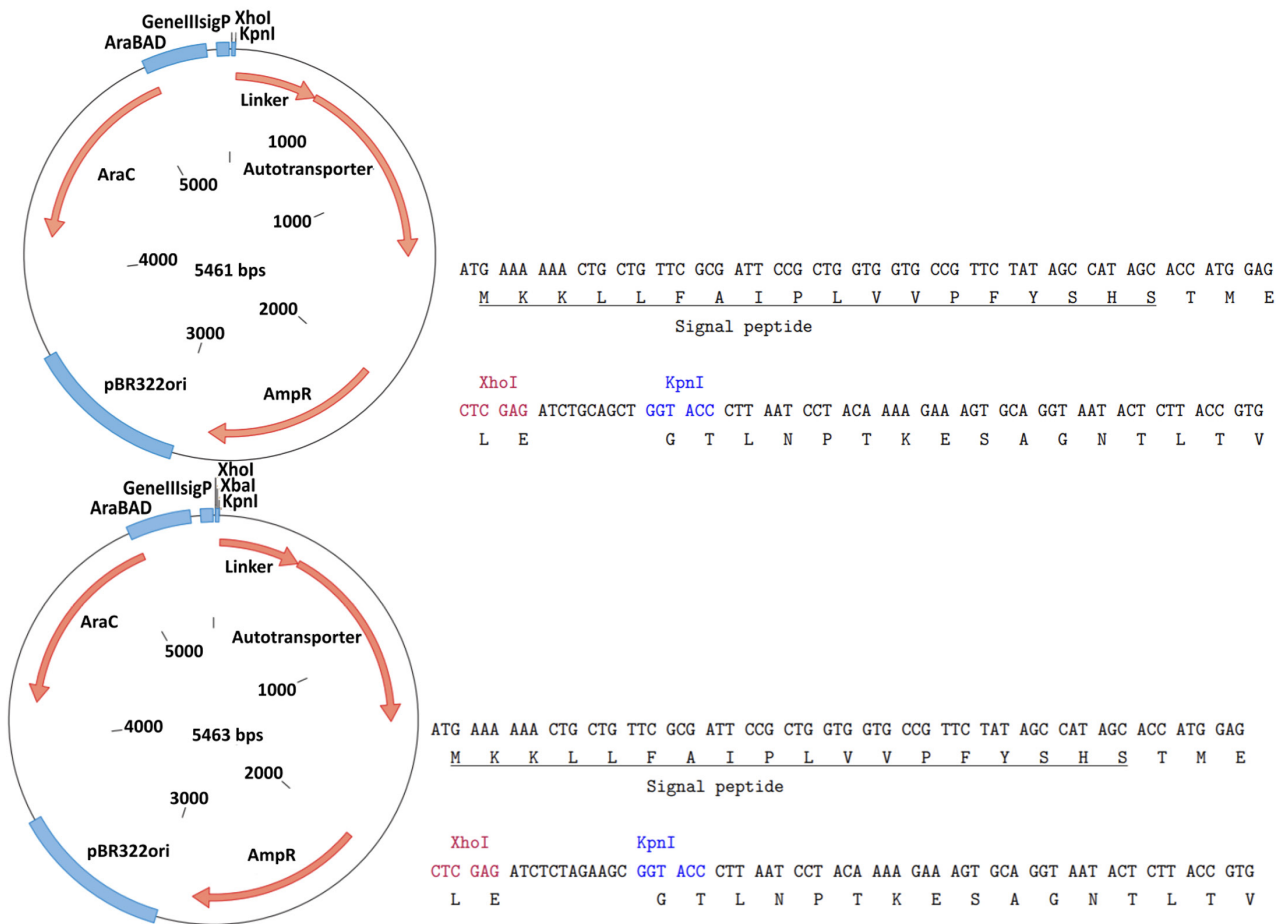 GeneIIIsigP XhoI
AraBAD KpnI
Linker
1000
AraC
5000
Autotransporter
1000
4000
5461 bps
2000
3000
pBR322ori
AmpR
ATG AAA AAA CTG CTG TTC GCG ATT CCG CTG GTG GTG CCG TTC TAT AGC CAT AGC ACC ATG GAG
M K K L L F A I P L V V P F Y S H S T M E
Signal peptide
XhoI KpnI
CTC GAG ATCTGCAGCT GGT ACC CTT AAT CCT ACA AAA GAA AGT GCA GGT AAT ACT CTT ACC GTG
L E G T L N P T K E S A G N T L T V
XhoI
GeneIIIsigP XbaI
AraBAD KpnI
Linker
AraC
5000
Autotransporter
1000
4000
5463 bps
2000
3000
pBR322ori
AmpR
ATG AAA AAA CTG CTG TTC GCG ATT CCG CTG GTG GTG CCG TTC TAT AGC CAT AGC ACC ATG GAG
M K K L L F A I P L V V P F Y S H S T M E
Signal peptide
XhoI KpnI
CTC GAG ATCTCTAGAAGC GGT ACC CTT AAT CCT ACA AAA GAA AGT GCA GGT AAT ACT CTT ACC GTG
L E G T L N P T K E S A G N T L T V